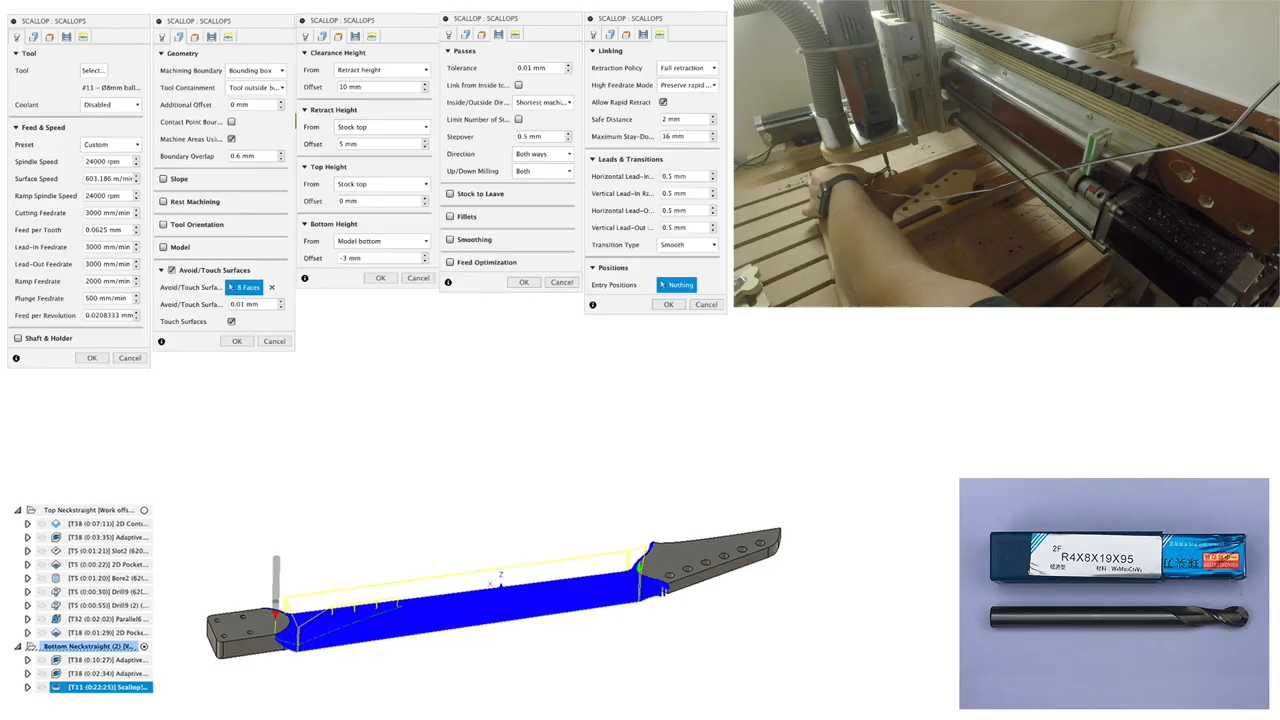 SCALLOP : SCALLOP5
Tool
Tool Select...
#11 - Ø8mm ball...
Coolant Disabled
Feed & Speed
Preset Custom
Spindle Speed 24000 rpm
Surface Speed 603.186 m/min
Ramp Spindle Speed 24000 rpm
Cutting Feedrate 3000 mm/min
Feed per Tooth 0.0625 mm
Lead-In Feedrate 3000 mm/min
Lead-Out Feedrate 3000 mm/min
Ramp Feedrate 2000 mm/min
Plunge Feedrate 500 mm/min
Feed per Revolution 0.0208333 mm
Shaft & Holder
OK Cancel
SCALLOP : SCALLOP5
Geometry
Machining Boundary Bounding box
Tool Containment Tool outside b...
Additional Offset 0 mm
Contact Point Bour...
Machine Areas Usi...
Boundary Overlap 0.6 mm
Slope
Rest Machining
Tool Orientation
Model
Avoid/Touch Surfaces
Avoid/Touch Surfa... 8 Faces
Avoid/Touch Surfa... 0.01 mm
Touch Surfaces
OK Cancel
SCALLOP : SCALLOP5
Clearance Height
From Retract height
Offset 10 mm
Retract Height
From Stock top
Offset 5 mm
Top Height
From Stock top
Offset 0 mm
Bottom Height
From Model bottom
Offset -3 mm
OK Cancel
SCALLOP : SCALLOP5
Passes
Tolerance 0.01 mm
Link from Inside tc...
Inside/Outside Dir... Shortest machi...
Limit Number of St...
Stepover 0.5 mm
Direction Both ways
Up/Down Milling Both
Stock to Leave
Fillets
Smoothing
Feed Optimization
OK Cancel
SCALLOP : SCALLOP5
Linking
Retraction Policy Full retraction
High Feedrate Mode Preserve rapid ...
Allow Rapid Retract
Safe Distance 2 mm
Maximum Stay-Do... 16 mm
Leads & Transitions
Horizontal Lead-In... 0.5 mm
Vertical Lead-In Ra... 0.5 mm
Horizontal Lead-O... 0.5 mm
Vertical Lead-Out I... 0.5 mm
Transition Type Smooth
Positions
Entry Positions Nothing
OK Cancel
Top Neckstraight [Work offs...
[T38 (0:07:11)] 2D Conto...
[T38 (0:03:35)] Adaptive...
[T5 (0:01:21)] Slot2 (620...
[T5 (0:00:22)] 2D Pocket...
[T5 (0:01:20)] Bore2 (62(...
[T5 (0:00:30)] Drill9 (62(...
[T5 (0:00:55)] Drill9 (2) (...
[T32 (0:02:02)] Parallel6...
[T18 (0:01:29)] 2D Pock...
Bottom Neckstraight (2) [W...
[T38 (0:10:27)] Adaptive...
[T38 (0:02:34)] Adaptive...
[T11 (0:22:25)] Scallop5...
X
Z
2F
R4X8X19X95
经济型